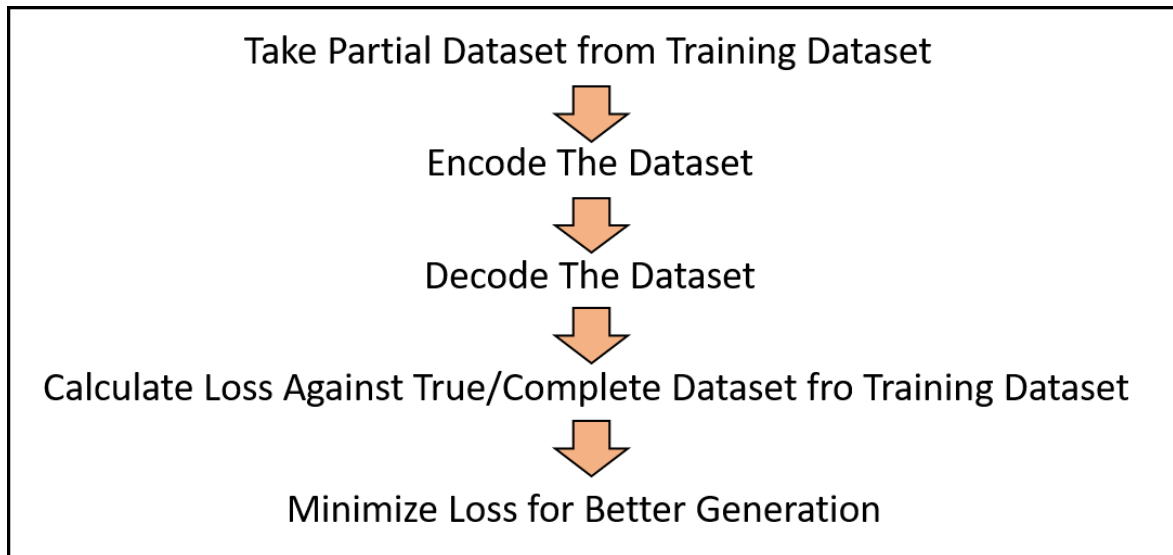 Take Partial Dataset from Training Dataset
Encode The Dataset
Decode The Dataset
Calculate Loss Against True/Complete Dataset fro Training Dataset
Minimize Loss for Better Generation